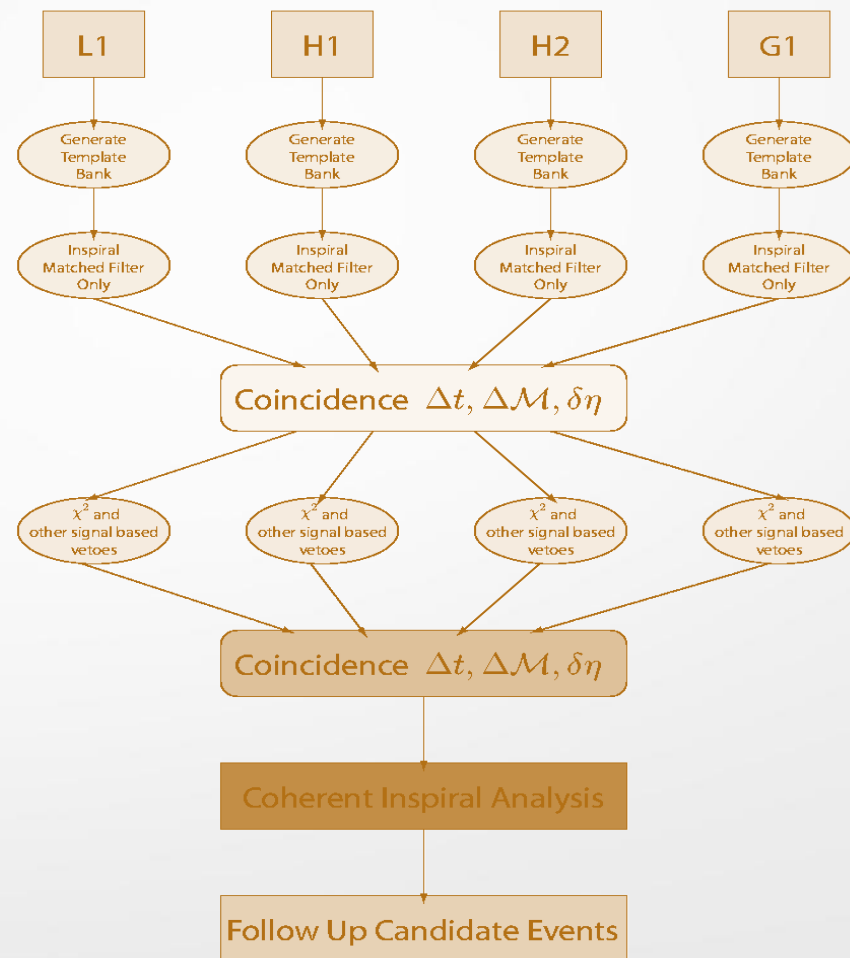 L1 H1 H2 G1
Generate Generate Generate Generate
Template Template Template Template
Bank Bank Bank Bank
Inspiral Inspiral Inspiral Inspiral
Matched Filter Matched Filter Matched Filter Matched Filter
Only Only Only Only
Coincidence Δt, Δℳ, δη
χ² and χ² and χ² and χ² and
other signal based other signal based other signal based other signal based
vetoes vetoes vetoes vetoes
Coincidence Δt, Δℳ, δη
Coherent Inspiral Analysis
Follow Up Candidate Events